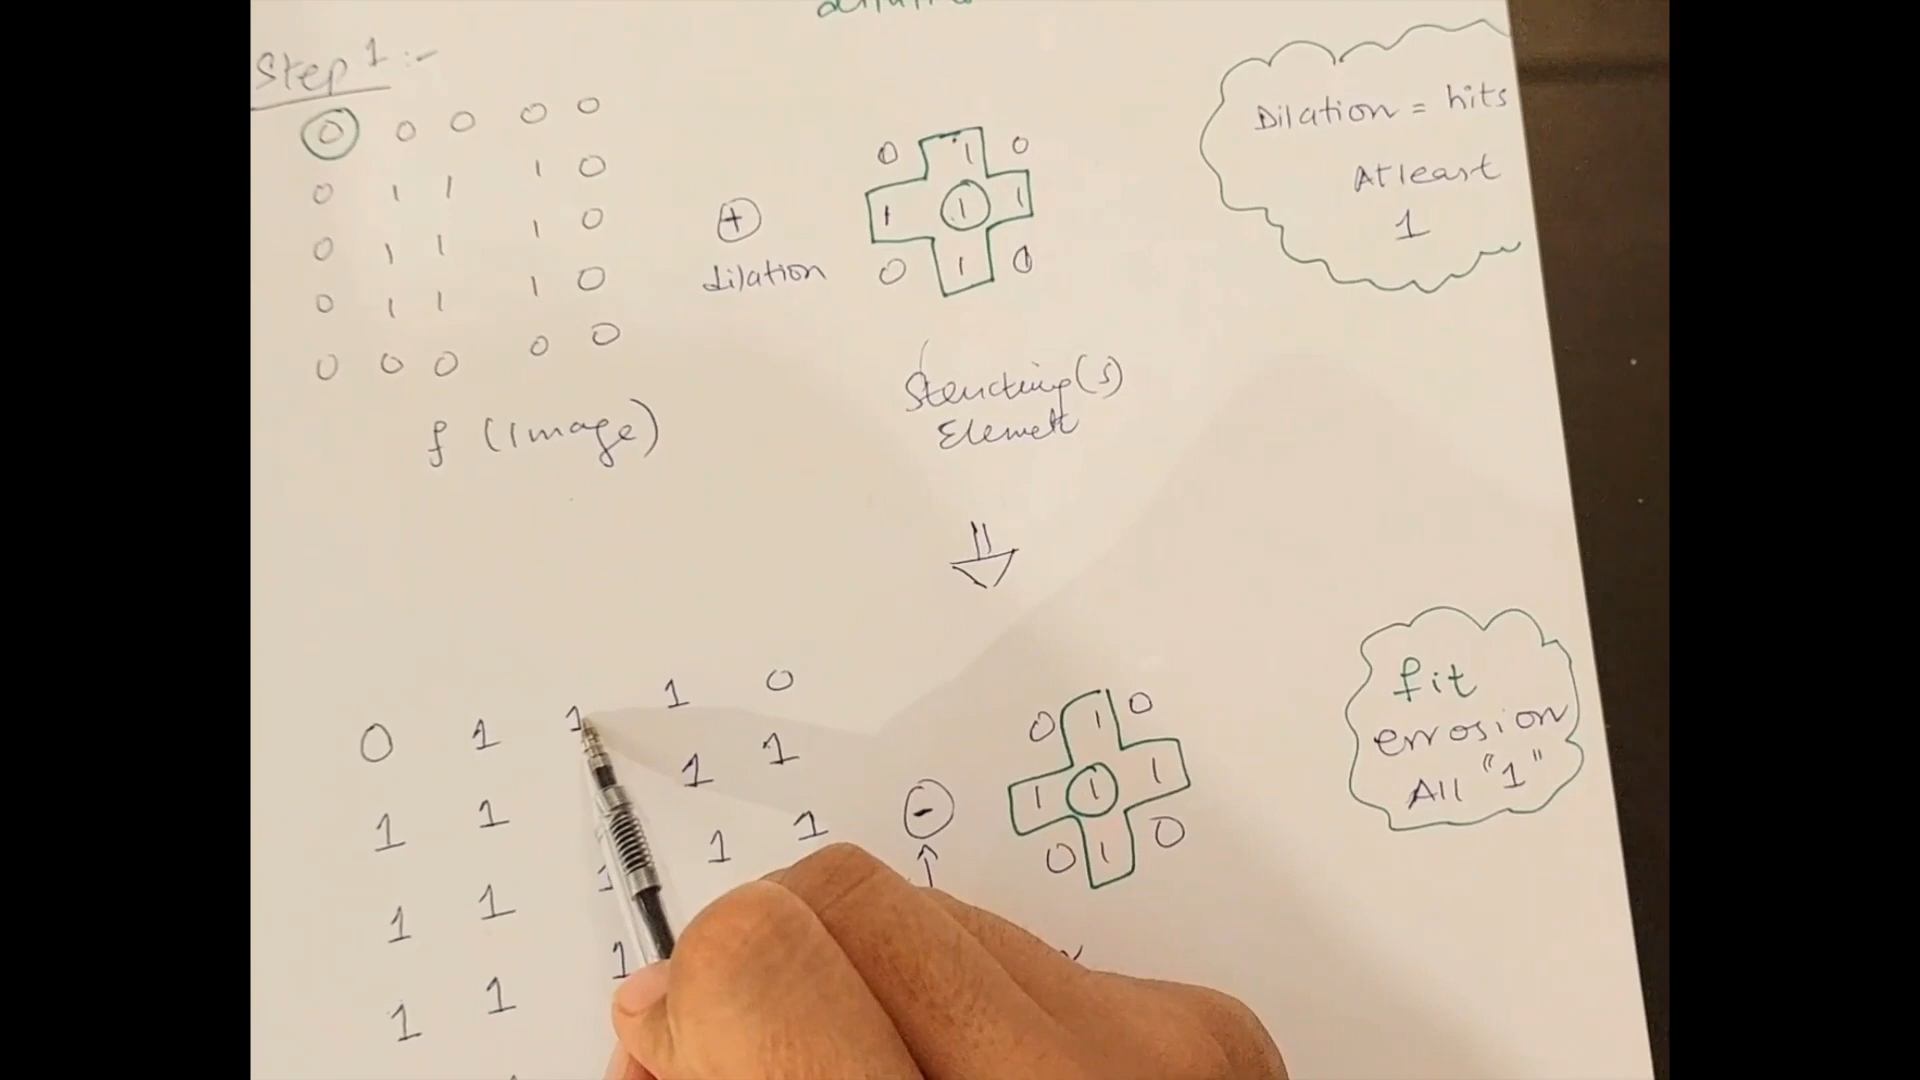 Step 1 :-
0 0 0 0 0
0 1 1 1 0
0 1 1 1 0
0 1 1 1 0
0 0 0 0 0
f (Image)
+
dilation
0 1 0
1 1 1
0 1 0
(s)
Element
Dilation = hits
Atleast
1
0 1 1 1 0
1 1 1 1
1 1 1 1 1
1 1 1
-
0 1 0
1 1 1
0 1 0
fit
errosion
All "1"